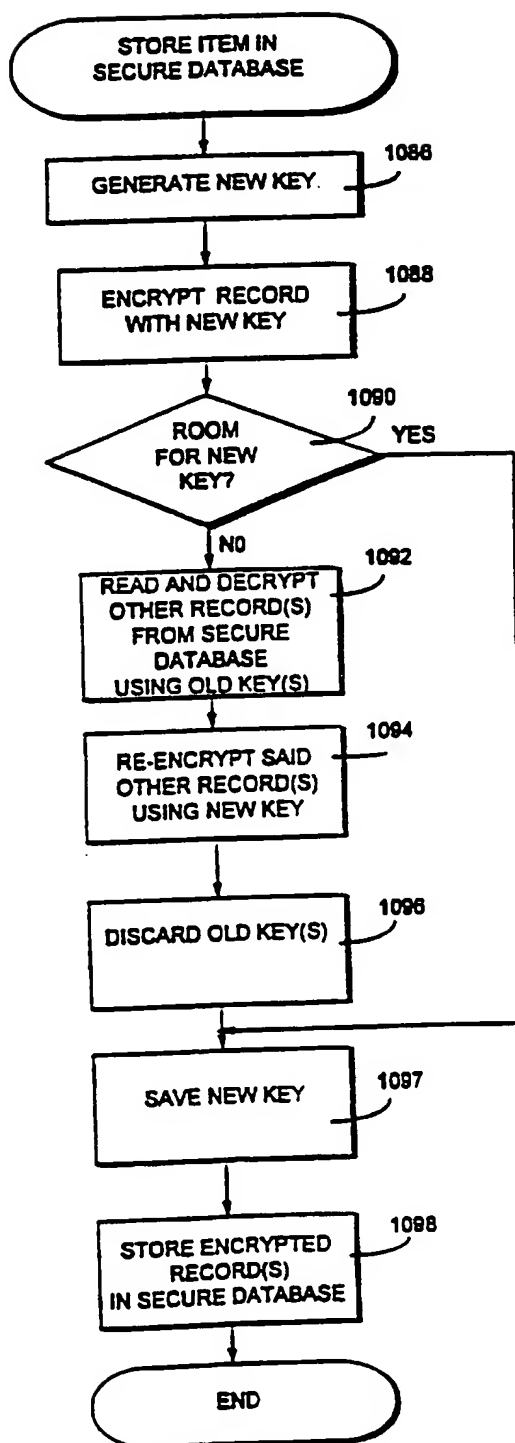 STORE ITEM IN
SECURE DATABASE
1086
GENERATE NEW KEY
1088
ENCRYPT RECORD
WITH NEW KEY
1090
ROOM
FOR NEW
KEY?
YES
NO
1092
READ AND DECRYPT
OTHER RECORD(S)
FROM SECURE
DATABASE
USING OLD KEY(S)
1094
RE-ENCRYPT SAID
OTHER RECORD(S)
USING NEW KEY
1096
DISCARD OLD KEY(S)
1097
SAVE NEW KEY
1098
STORE ENCRYPTED
RECORD(S)
IN SECURE DATABASE
END